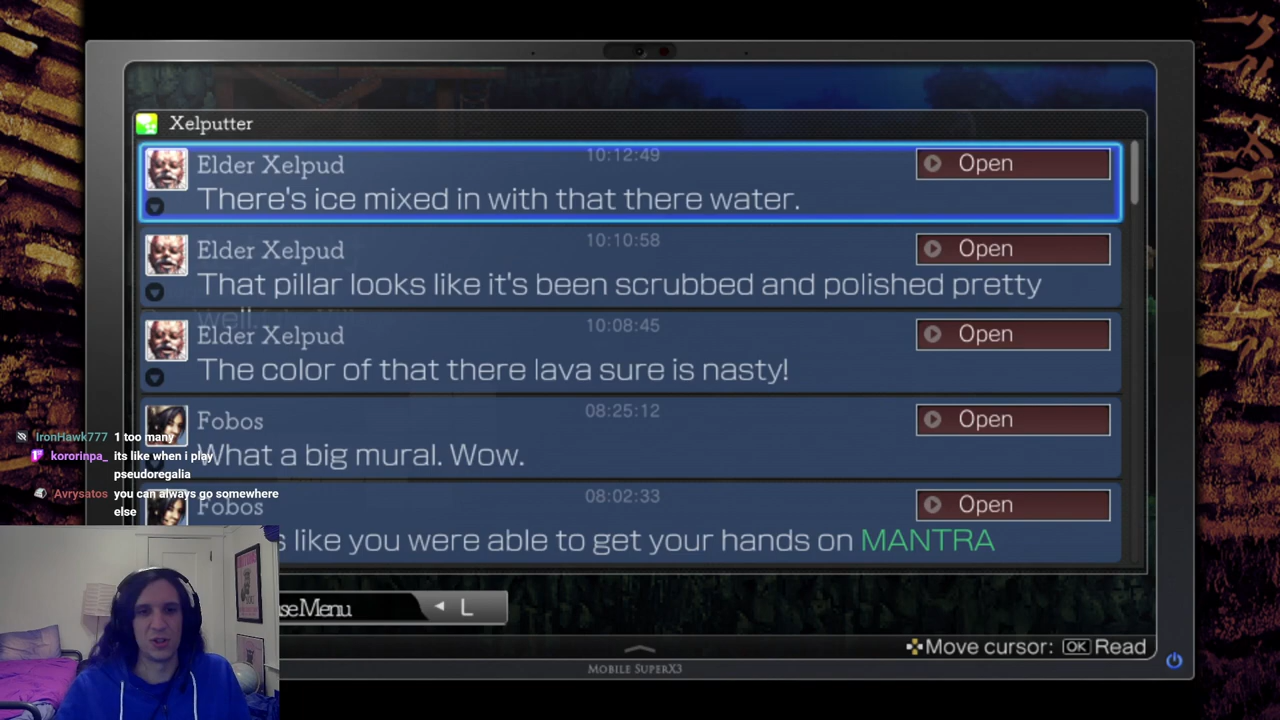 Xelputter
Elder Xelpud
10:12:49
Open
There's ice mixed in with that there water.
Elder Xelpud
10:10:58
Open
That pillar looks like it's been scrubbed and polished pretty
well.
Elder Xelpud
10:08:45
Open
The color of that there lava sure is nasty!
Fobos
08:25:12
Open
What a big mural. Wow.
Fobos
08:02:33
Open
s like you were able to get your hands on MANTRA
IronHawk777 1 too many
kororinpa_ its like when i play
pseudoregalia
Avrysatos you can always go somewhere
else
seMenu
L
Move cursor: OK Read
MOBILE SUPERX3